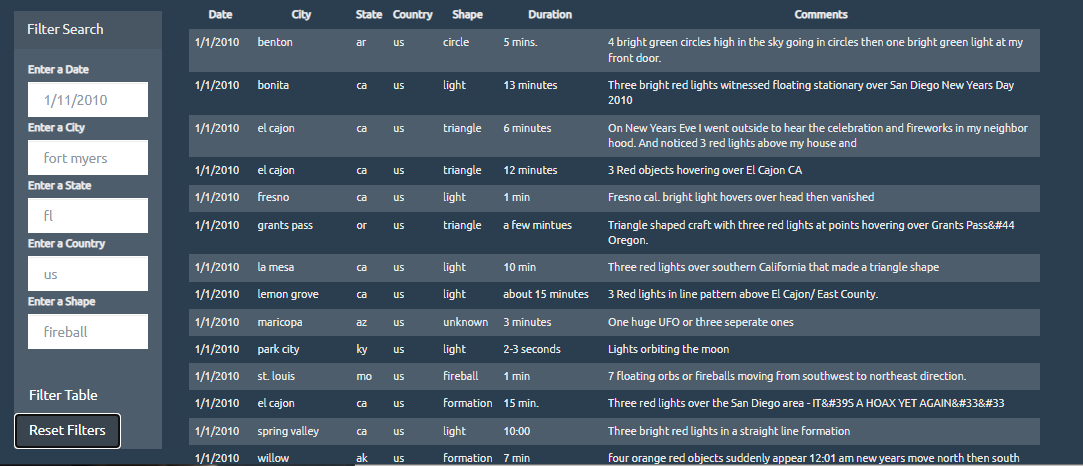 Filter Search
Enter a Date
1/11/2010
Enter a City
fort myers
Enter a State
fl
Enter a Country
us
Enter a Shape
fireball
Filter Table
Reset Filters
Date City State Country Shape Duration Comments
1/1/2010 benton ar us circle 5 mins. 4 bright green circles high in the sky going in circles then one bright green light at my
front door.
1/1/2010 bonita ca us light 13 minutes Three bright red lights witnessed floating stationary over San Diego New Years Day
2010
1/1/2010 el cajon ca us triangle 6 minutes On New Years Eve I went outside to hear the celebration and fireworks in my neighbor
hood. And noticed 3 red lights above my house and
1/1/2010 el cajon ca us triangle 12 minutes 3 Red objects hovering over El Cajon CA
1/1/2010 fresno ca us light 1 min Fresno cal. bright light hovers over head then vanished
1/1/2010 grants pass or us triangle a few mintues Triangle shaped craft with three red lights at points hovering over Grants Pass&#44
Oregon.
1/1/2010 la mesa ca us light 10 min Three red lights over southern California that made a triangle shape
1/1/2010 lemon grove ca us light about 15 minutes 3 Red lights in line pattern above El Cajon/ East County.
1/1/2010 maricopa az us unknown 3 minutes One huge UFO or three seperate ones
1/1/2010 park city ky us light 2-3 seconds Lights orbiting the moon
1/1/2010 st. louis mo us fireball 1 min 7 floating orbs or fireballs moving from southwest to northeast direction.
1/1/2010 el cajon ca us formation 15 min. Three red lights over the San Diego area - IT&#39S A HOAX YET AGAIN&#33&#33
1/1/2010 spring valley ca us light 10:00 Three bright red lights in a straight line formation
1/1/2010 willow ak us formation 7 min four orange red objects suddenly appear 12:01 am new years move north then south